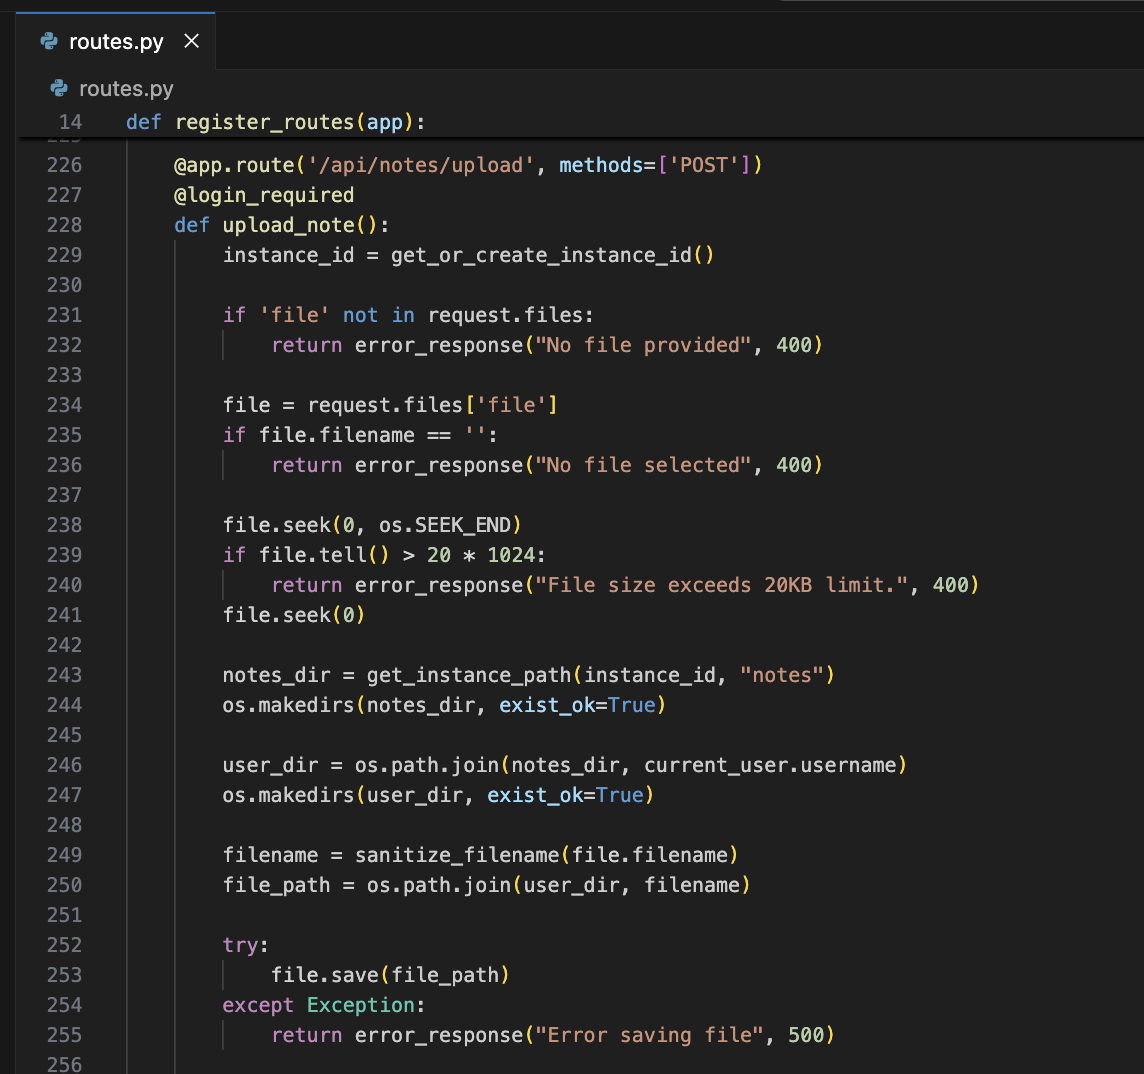 routes.py
routes.py
14 def register_routes(app):
226 @app.route('/api/notes/upload', methods=['POST'])
227 @login_required
228 def upload_note():
229 instance_id = get_or_create_instance_id()
230
231 if 'file' not in request.files:
232 return error_response("No file provided", 400)
233
234 file = request.files['file']
235 if file.filename == '':
236 return error_response("No file selected", 400)
237
238 file.seek(0, os.SEEK_END)
239 if file.tell() > 20 * 1024:
240 return error_response("File size exceeds 20KB limit.", 400)
241 file.seek(0)
242
243 notes_dir = get_instance_path(instance_id, "notes")
244 os.makedirs(notes_dir, exist_ok=True)
245
246 user_dir = os.path.join(notes_dir, current_user.username)
247 os.makedirs(user_dir, exist_ok=True)
248
249 filename = sanitize_filename(file.filename)
250 file_path = os.path.join(user_dir, filename)
251
252 try:
253 file.save(file_path)
254 except Exception:
255 return error_response("Error saving file", 500)
256